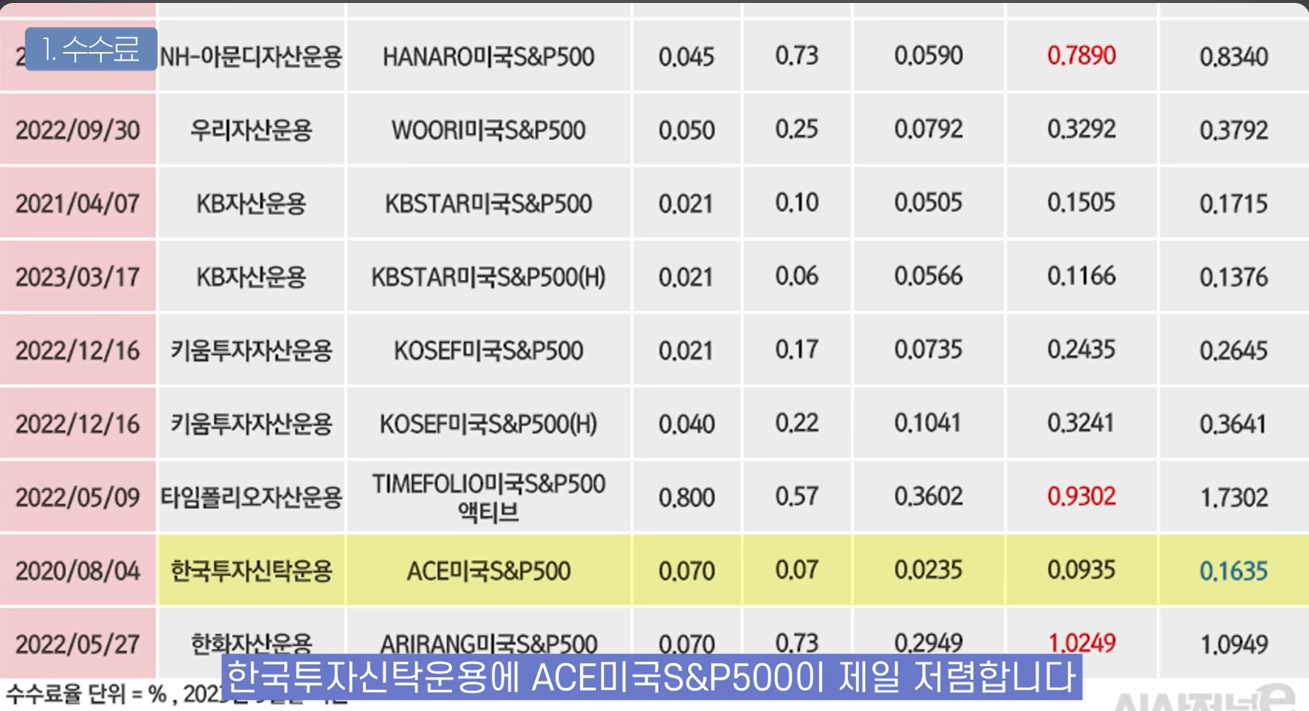 1. 수수료
NH-아문디자산운용 HANARO미국S&P500 0.045 0.73 0.0590 0.7890 0.8340
2022/09/30 우리자산운용 WOORI미국S&P500 0.050 0.25 0.0792 0.3292 0.3792
2021/04/07 KB자산운용 KBSTAR미국S&P500 0.021 0.10 0.0505 0.1505 0.1715
2023/03/17 KB자산운용 KBSTAR미국S&P500(H) 0.021 0.06 0.0566 0.1166 0.1376
2022/12/16 키움투자자산운용 KOSEF미국S&P500 0.021 0.17 0.0735 0.2435 0.2645
2022/12/16 키움투자자산운용 KOSEF미국S&P500(H) 0.040 0.22 0.1041 0.3241 0.3641
2022/05/09 타임폴리오자산운용 TIMEFOLIO미국S&P500 0.800 0.57 0.3602 0.9302 1.7302
액티브
2020/08/04 한국투자신탁운용 ACE미국S&P500 0.070 0.07 0.0235 0.0935 0.1635
2022/05/27 한화자산운용 ARIRANG미국S&P500 0.070 0.73 0.2949 1.0249 1.0949
한국투자신탁운용에 ACE미국S&P500이 제일 저렴합니다
수수료율 단위 = % ,